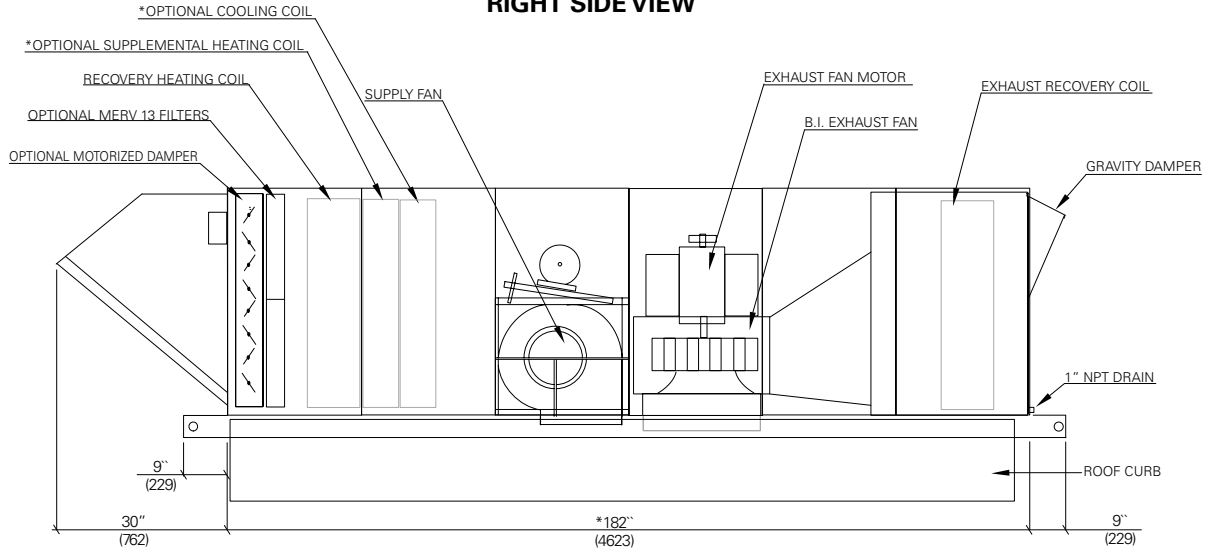 RIGHT SIDE VIEW
*OPTIONAL COOLING COIL
*OPTIONAL SUPPLEMENTAL HEATING COIL
RECOVERY HEATING COIL
OPTIONAL MERV 13 FILTERS
OPTIONAL MOTORIZED DAMPER
SUPPLY FAN
EXHAUST FAN MOTOR
B.I. EXHAUST FAN
EXHAUST RECOVERY COIL
GRAVITY DAMPER
1" NPT DRAIN
ROOF CURB
9``
(229)
30"
(762)
*182``
(4623)
9``
(229)